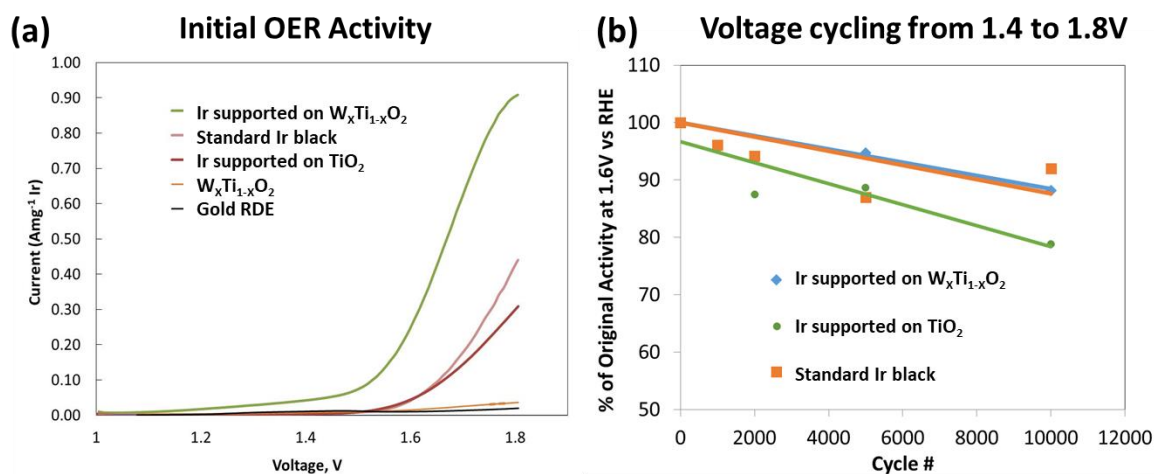 (a) Initial OER Activity
1.00
0.90
0.80
0.70
0.60
0.50
0.40
0.30
0.20
0.10
0.00
Current (Amg⁻¹ Ir)
Ir supported on WₓTi₁₋ₓO₂
Standard Ir black
Ir supported on TiO₂
WₓTi₁₋ₓO₂
Gold RDE
1 1.2 1.4 1.6 1.8
Voltage, V
(b) Voltage cycling from 1.4 to 1.8V
110
100
90
80
70
60
50
% of Original Activity at 1.6V vs RHE
Ir supported on WₓTi₁₋ₓO₂
Ir supported on TiO₂
Standard Ir black
0 2000 4000 6000 8000 10000 12000
Cycle #